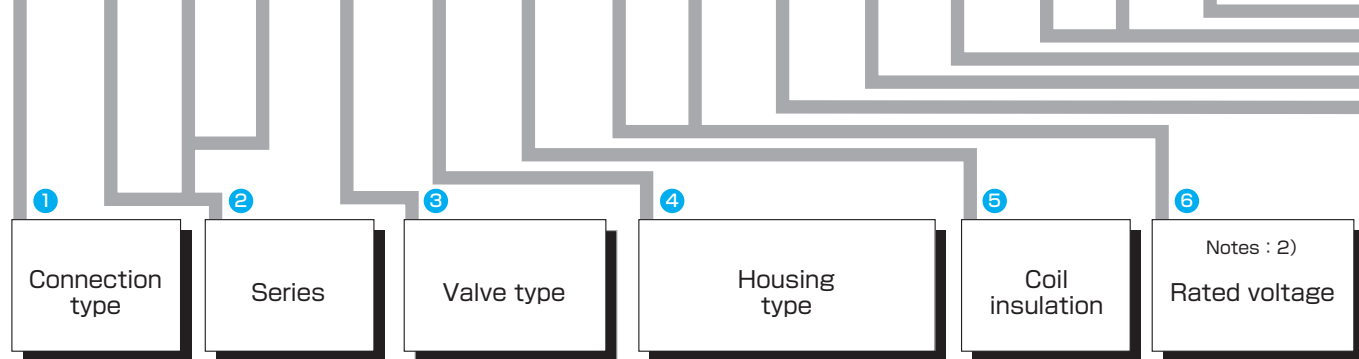 1
2
3
4
5
6
Connection
type
Series
Valve type
Housing
type
Coil
insulation
Notes : 2)
Rated voltage